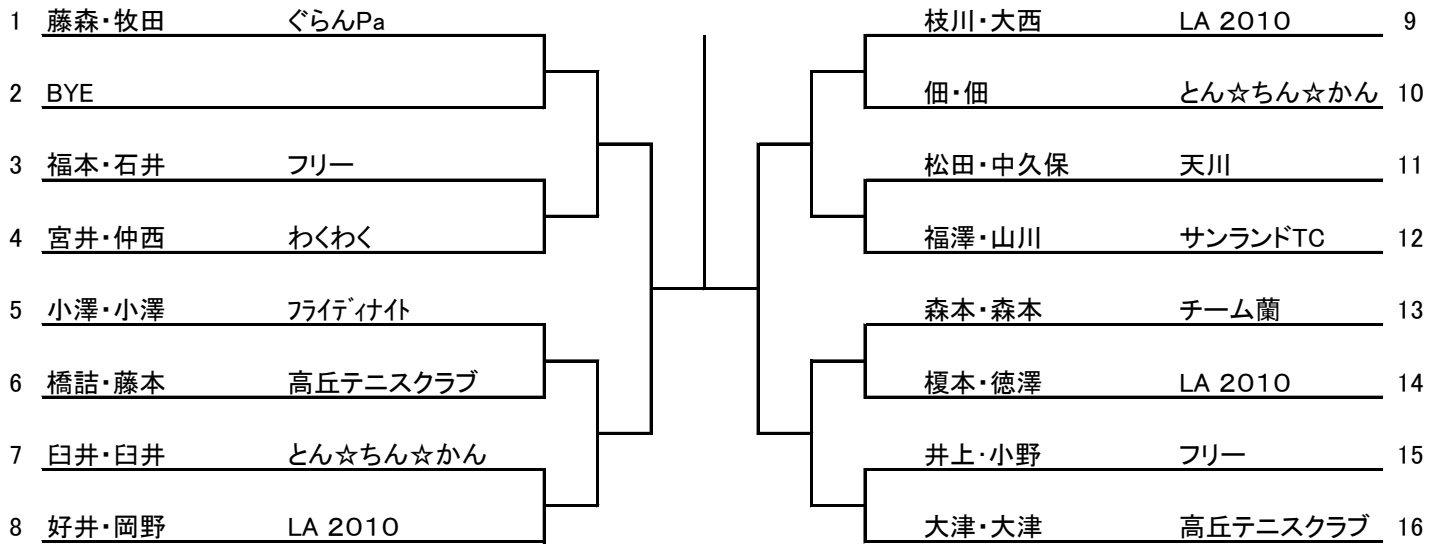 1 藤森・牧田 ぐらんPa
2 BYE
3 福本・石井 フリー
4 宮井・仲西 わくわく
5 小澤・小澤 ﾌﾗｲﾃﾞｨﾅｲﾄ
6 橋詰・藤本 高丘テニスクラブ
7 臼井・臼井 とん☆ちん☆かん
8 好井・岡野 LA 2010
枝川・大西 LA 2010 9
佃・佃 とん☆ちん☆かん 10
松田・中久保 天川 11
福澤・山川 サンランドTC 12
森本・森本 チーム蘭 13
榎本・徳澤 LA 2010 14
井上・小野 フリー 15
大津・大津 高丘テニスクラブ 16